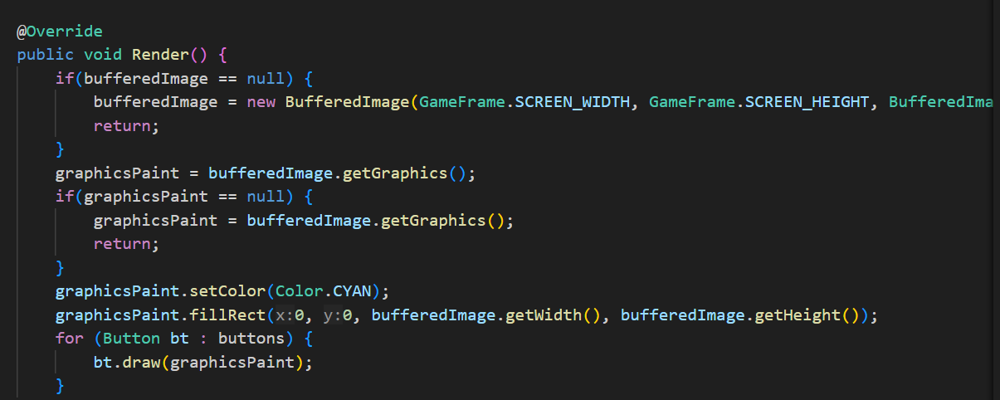 @Override
public void Render() {
if(bufferedImage == null) {
bufferedImage = new BufferedImage(GameFrame.SCREEN_WIDTH, GameFrame.SCREEN_HEIGHT, BufferedIma
return;
}
graphicsPaint = bufferedImage.getGraphics();
if(graphicsPaint == null) {
graphicsPaint = bufferedImage.getGraphics();
return;
}
graphicsPaint.setColor(Color.CYAN);
graphicsPaint.fillRect(x:0, y:0, bufferedImage.getWidth(), bufferedImage.getHeight());
for (Button bt : buttons) {
bt.draw(graphicsPaint);
}